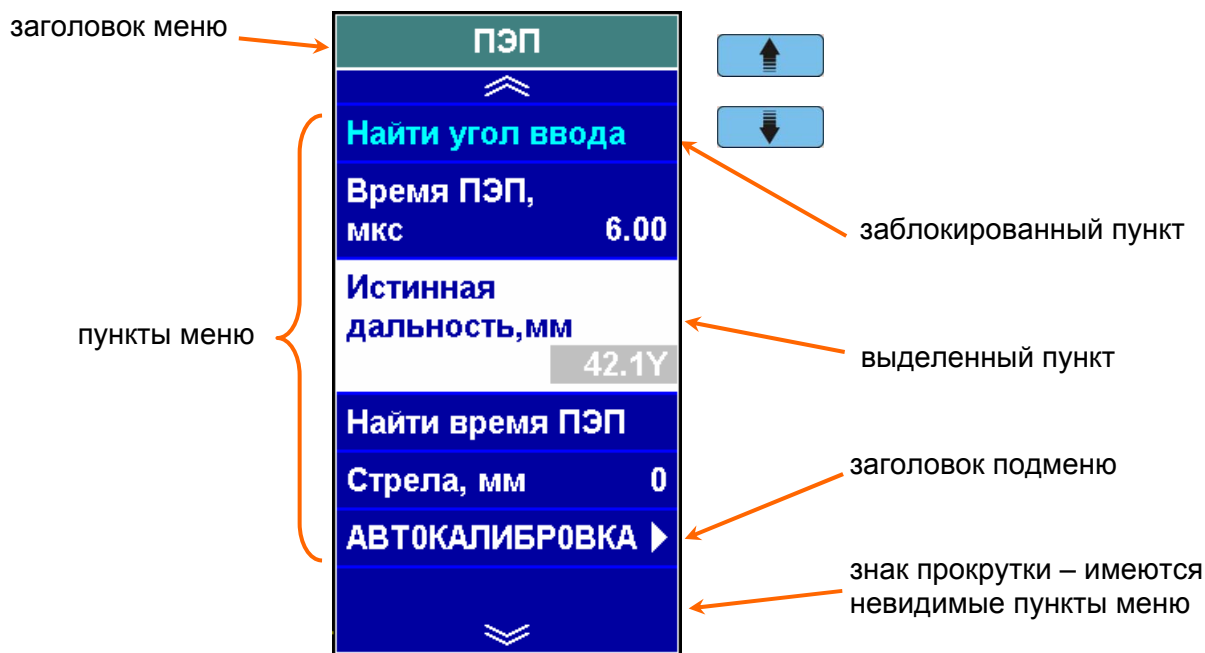 заголовок меню
ПЭП
Найти угол ввода
Время ПЭП,
мкс 6.00
заблокированный пункт
Истинная
дальность,мм
42.1Y
пункты меню
выделенный пункт
Найти время ПЭП
Стрела, мм 0
заголовок подменю
АВТ0КАЛИБР0ВКА
знак прокрутки – имеются
невидимые пункты меню